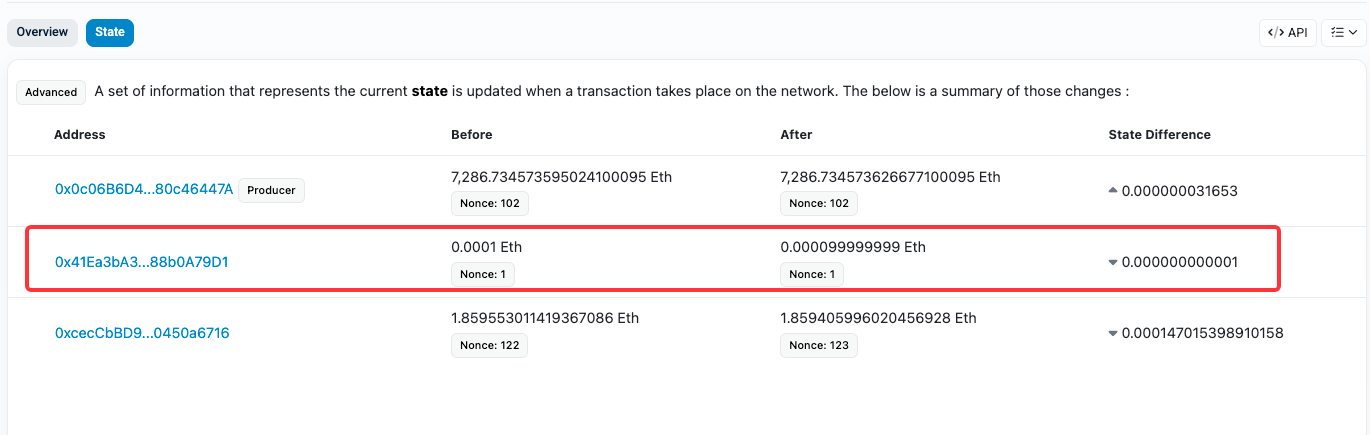 Overview State </> API
Advanced A set of information that represents the current state is updated when a transaction takes place on the network. The below is a summary of those changes :
Address Before After State Difference
0x0c06B6D4...80c46447A Producer 7,286.734573595024100095 Eth 7,286.734573626677100095 Eth 0.000000031653
Nonce: 102 Nonce: 102
0x41Ea3bA3...88b0A79D1 0.0001 Eth 0.000099999999 Eth 0.000000000001
Nonce: 1 Nonce: 1
0xcecCbBD9...0450a6716 1.859553011419367086 Eth 1.859405996020456928 Eth 0.000147015398910158
Nonce: 122 Nonce: 123